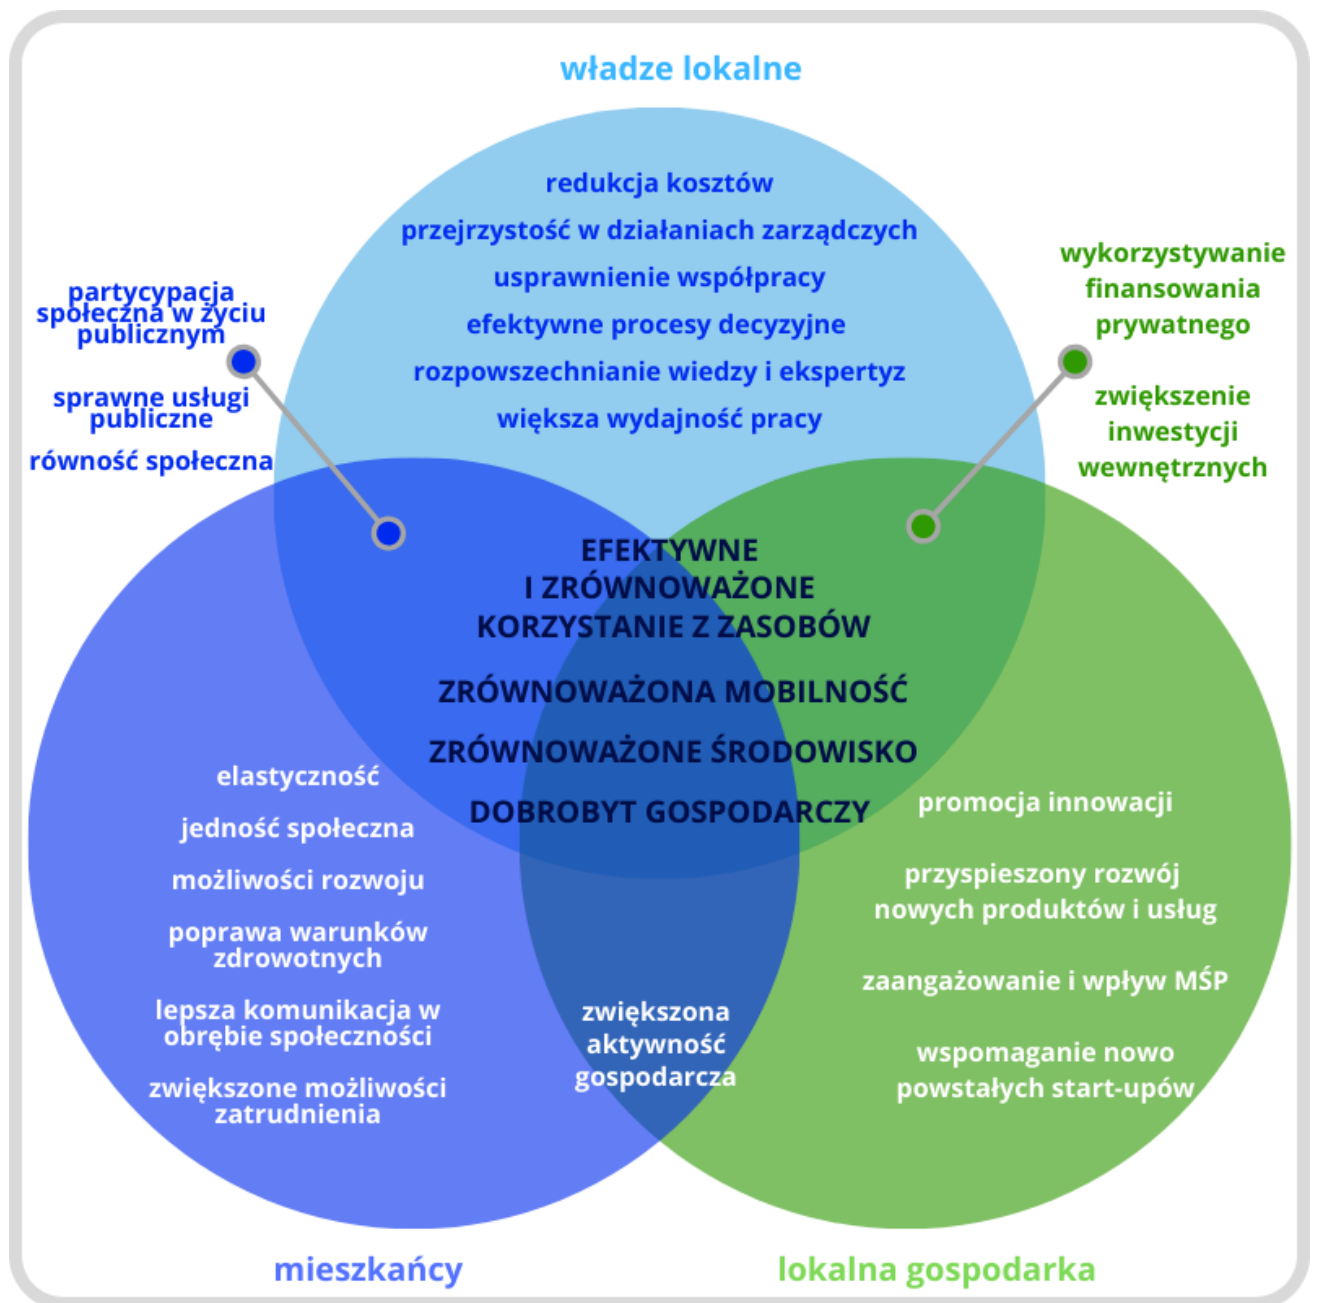 władze lokalne
redukcja kosztów
przejrzystość w działaniach zarządczych
usprawnienie współpracy
efektywne procesy decyzyjne
rozpowszechnianie wiedzy i ekspertyz
większa wydajność pracy
partycypacja
społeczna w życiu
publicznym
sprawne usługi
publiczne
równość społeczna
wykorzystywanie
finansowania
prywatnego
zwiększenie
inwestycji
wewnętrznych
EFEKTYWNE
I ZRÓWNOWAŻONE
KORZYSTANIE Z ZASOBÓW
ZRÓWNOWAŻONA MOBILNOŚĆ
ZRÓWNOWAŻONE ŚRODOWISKO
DOBROBYT GOSPODARCZY
elastyczność
jedność społeczna
możliwości rozwoju
poprawa warunków
zdrowotnych
lepsza komunikacja w
obrębie społeczności
zwiększone możliwości
zatrudnienia
zwiększona
aktywność
gospodarcza
promocja innowacji
przyspieszony rozwój
nowych produktów i usług
zaangażowanie i wpływ MŚP
wspomaganie nowo
powstałych start-upów
mieszkańcy
lokalna gospodarka